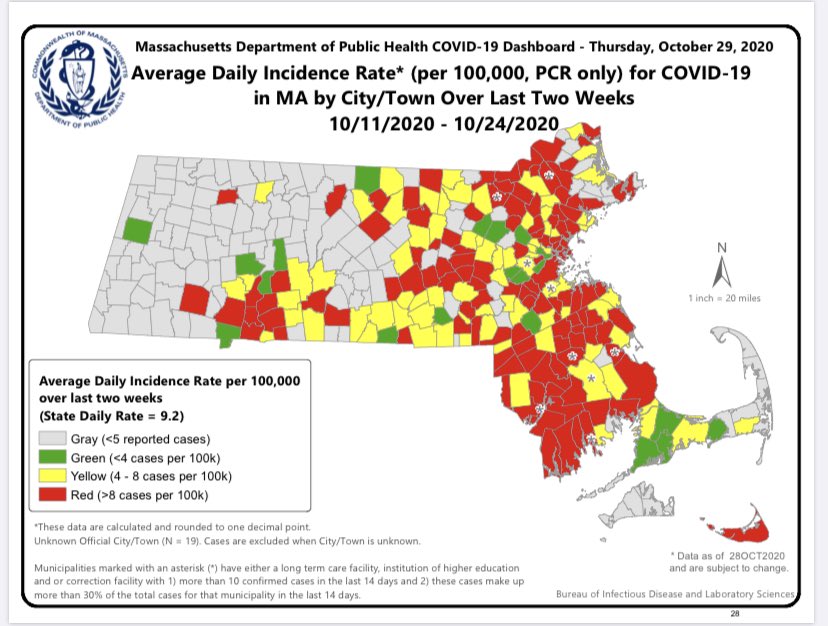 COMMONWEALTH OF MASSACHUSETTS
DEPARTMENT OF PUBLIC HEALTH
Massachusetts Department of Public Health COVID-19 Dashboard - Thursday, October 29, 2020
Average Daily Incidence Rate* (per 100,000, PCR only) for COVID-19
in MA by City/Town Over Last Two Weeks
10/11/2020 - 10/24/2020
N
1 inch = 20 miles
Average Daily Incidence Rate per 100,000
over last two weeks
(State Daily Rate = 9.2)
Gray (<5 reported cases)
Green (<4 cases per 100k)
Yellow (4 - 8 cases per 100k)
Red (>8 cases per 100k)
*These data are calculated and rounded to one decimal point.
Unknown Official City/Town (N = 19). Cases are excluded when City/Town is unknown.
* Data as of 28OCT2020
and are subject to change.
Municipalities marked with an asterisk (*) have either a long term care facility, institution of higher education
and or correction facility with 1) more than 10 confirmed cases in the last 14 days and 2) these cases make up
more than 30% of the total cases for that municipality in the last 14 days.
Bureau of Infectious Disease and Laboratory Sciences
28